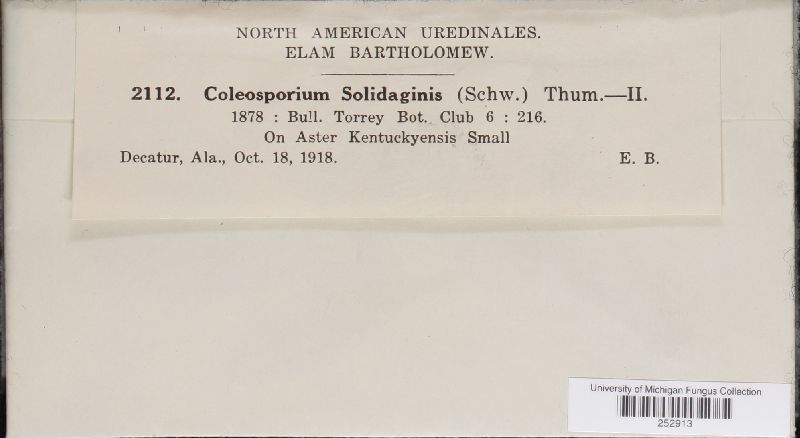 NORTH AMERICAN UREDINALES.
ELAM BARTHOLOMEW.
2112. Coleosporium Solidaginis (Schw.) Thum.—II.
1878 : Bull. Torrey Bot. Club 6 : 216.
On Aster Kentuckyensis Small
Decatur, Ala., Oct. 18, 1918. E. B.
University of Michigan Fungus Collection
252913